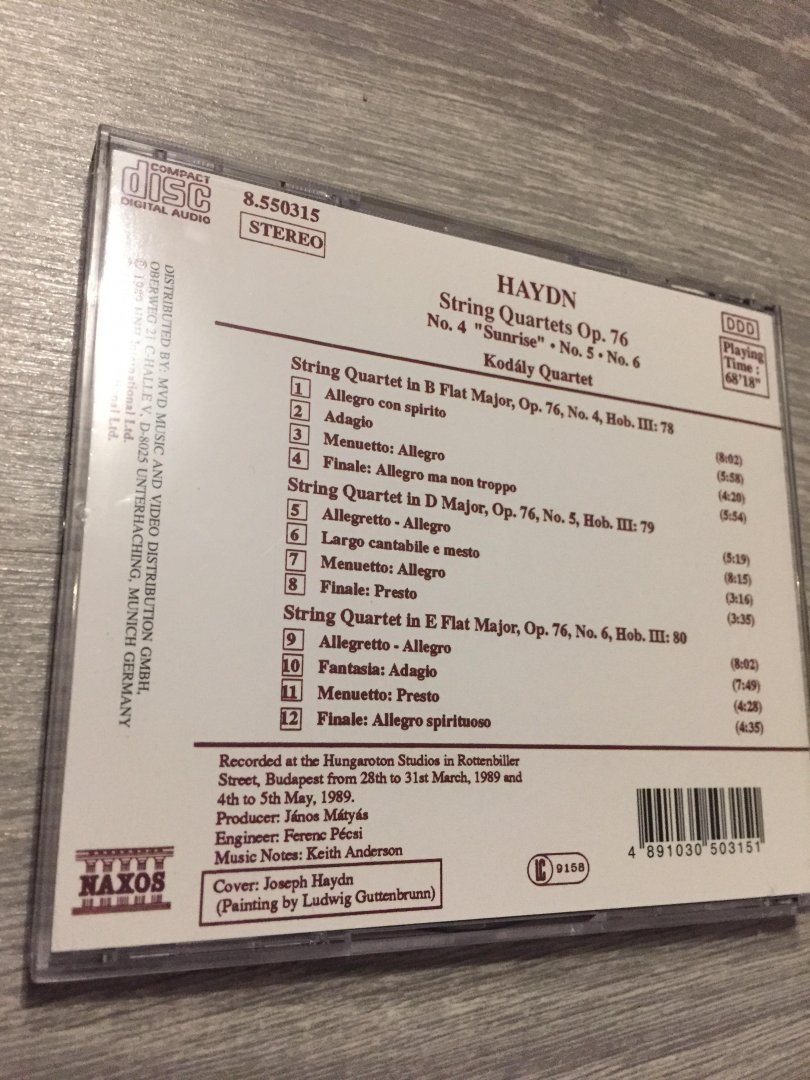 COMPACT
disc
DIGITAL AUDIO
8.550315
STEREO
HAYDN
String Quartets Op. 76
No. 4 "Sunrise" • No. 5 • No. 6
Kodály Quartet
DDD
Playing
Time :
68'18"
String Quartet in B Flat Major, Op. 76, No. 4, Hob. III: 78
1 Allegro con spirito (8:02)
2 Adagio (5:58)
3 Menuetto: Allegro (4:20)
4 Finale: Allegro ma non troppo (5:54)
String Quartet in D Major, Op. 76, No. 5, Hob. III: 79
5 Allegretto - Allegro (5:19)
6 Largo cantabile e mesto (8:15)
7 Menuetto: Allegro (3:16)
8 Finale: Presto (3:35)
String Quartet in E Flat Major, Op. 76, No. 6, Hob. III: 80
9 Allegretto - Allegro (8:02)
10 Fantasia: Adagio (7:49)
11 Menuetto: Presto (4:28)
12 Finale: Allegro spirituoso (4:35)
Recorded at the Hungaroton Studios in Rottenbiller
Street, Budapest from 28th to 31st March, 1989 and
4th to 5th May, 1989.
Producer: János Mátyás
Engineer: Ferenc Pécsi
Music Notes: Keith Anderson
Cover: Joseph Haydn
(Painting by Ludwig Guttenbrunn)
NAXOS
LC 9158
4 891030 503151
DISTRIBUTED BY: MVD MUSIC AND VIDEO DISTRIBUTION GMBH,
OBERWEG 21 C-HALLE V, D-8025 UNTERHACHING, MUNICH GERMANY
International Ltd.
Ltd.